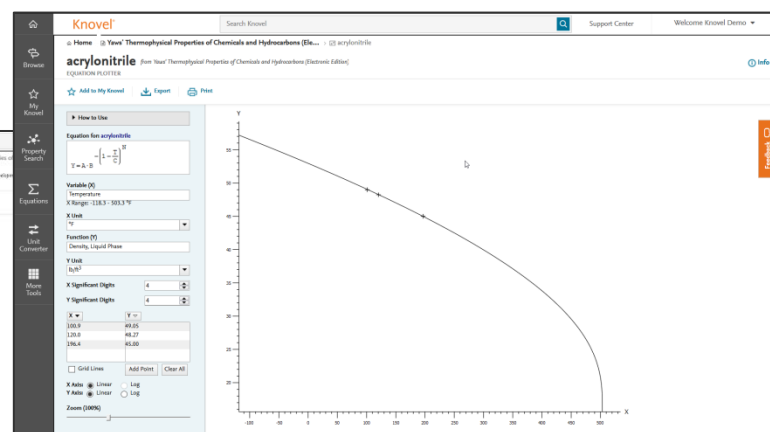 Knovel
Search Knovel
Support Center
Welcome Knovel Demo
Home
Yaws' Thermophysical Properties of Chemicals and Hydrocarbons (Ele...
acrylonitrile
Browse
acrylonitrile
from Yaws' Thermophysical Properties of Chemicals and Hydrocarbons (Electronic Edition)
EQUATION PLOTTER
Info
My Knovel
Add to My Knovel
Export
Print
Property Search
How to Use
Equation for: acrylonitrile
Y = A · B -(1 - T/C) n
Feedback
Equations
Variable (X)
Temperature
X Range: -118.3 - 503.3 °F
X Unit
°F
Unit Converter
Function (Y)
Density, Liquid Phase
Y Unit
lb/ft3
More Tools
X Significant Digits 4
Y Significant Digits 4
X Y
100.9 49.05
120.0 48.27
196.4 45.00
Grid Lines
Add Point
Clear All
X Axis Linear Log
Y Axis Linear Log
Zoom (100%)
Y
55
50
45
40
35
30
25
20
-100 -50 0 50 100 150 200 250 300 350 400 450 500
X